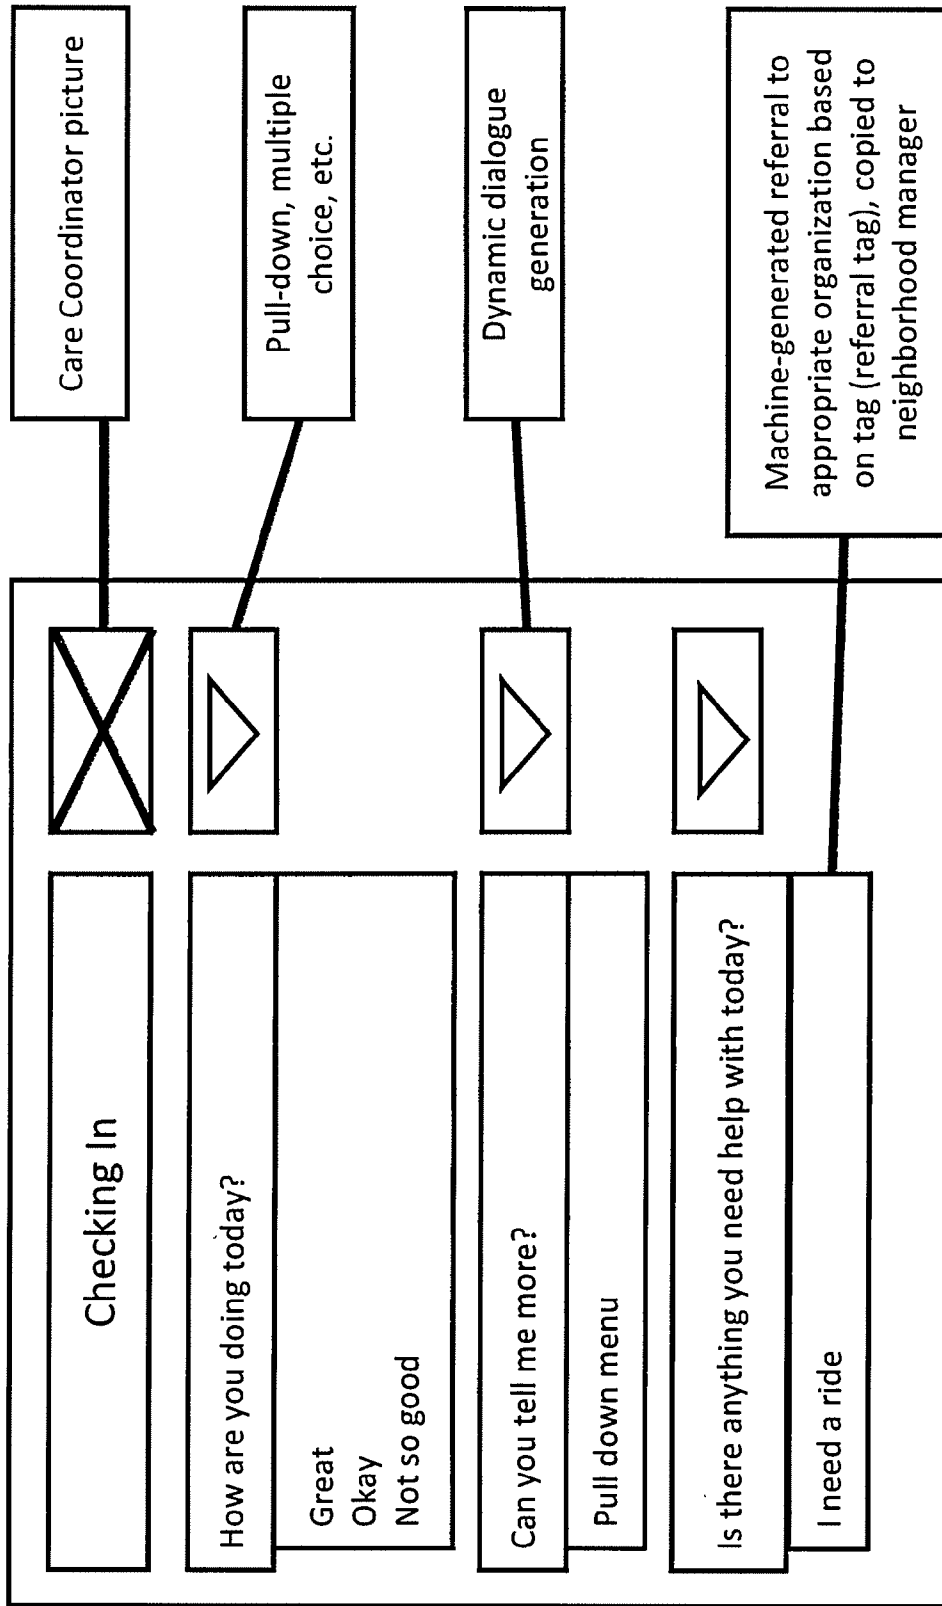 Checking In
Care Coordinator picture
How are you doing today?
Pull-down, multiple
choice, etc.
Great
Okay
Not so good
Can you tell me more?
Dynamic dialogue
generation
Pull down menu
Is there anything you need help with today?
I need a ride
Machine-generated referral to
appropriate organization based
on tag (referral tag), copied to
neighborhood manager